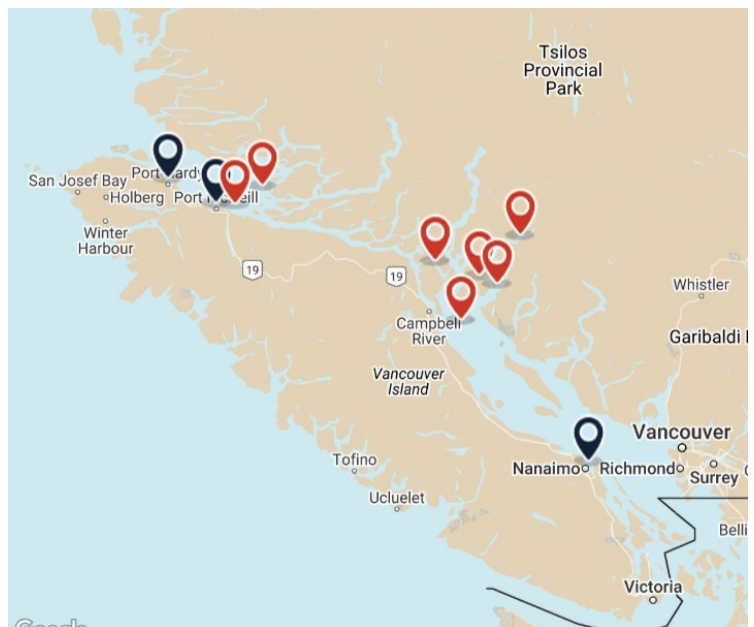 Tsilos
Provincial
Park
San Josef Bay
Holberg
Winter
Harbour
19
19
Whistler
Campbell
River
Garibaldi
Vancouver
Island
Vancouver
Nanaimo
Richmond
Surrey
Tofino
Ucluelet
Victoria